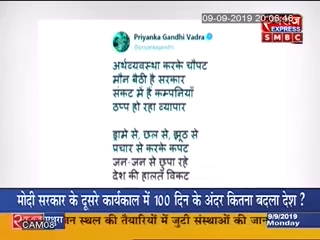 09-09-2019 20:06:46
स्वराज
EXPRESS
SMBC
Priyanka Gandhi Vadra
@priyankagandhi
अर्थव्यवस्था करके चौपट
मौन बैठी है सरकार
संकट में है कम्पनियाँ
ठप्प हो रहा व्यापार
ड्रामे से, छल से, झूठ से
प्रचार से करके कपट
जन-जन से छुपा रहे
देश की हालत विकट
मोदी सरकार के दूसरे कार्यकाल में 100 दिन के अंदर कितना बदला देश ?
CAM08
न स्थल की तैयारियों में जुटी संस्थाओं की जान
9/9/2019
MONDAY